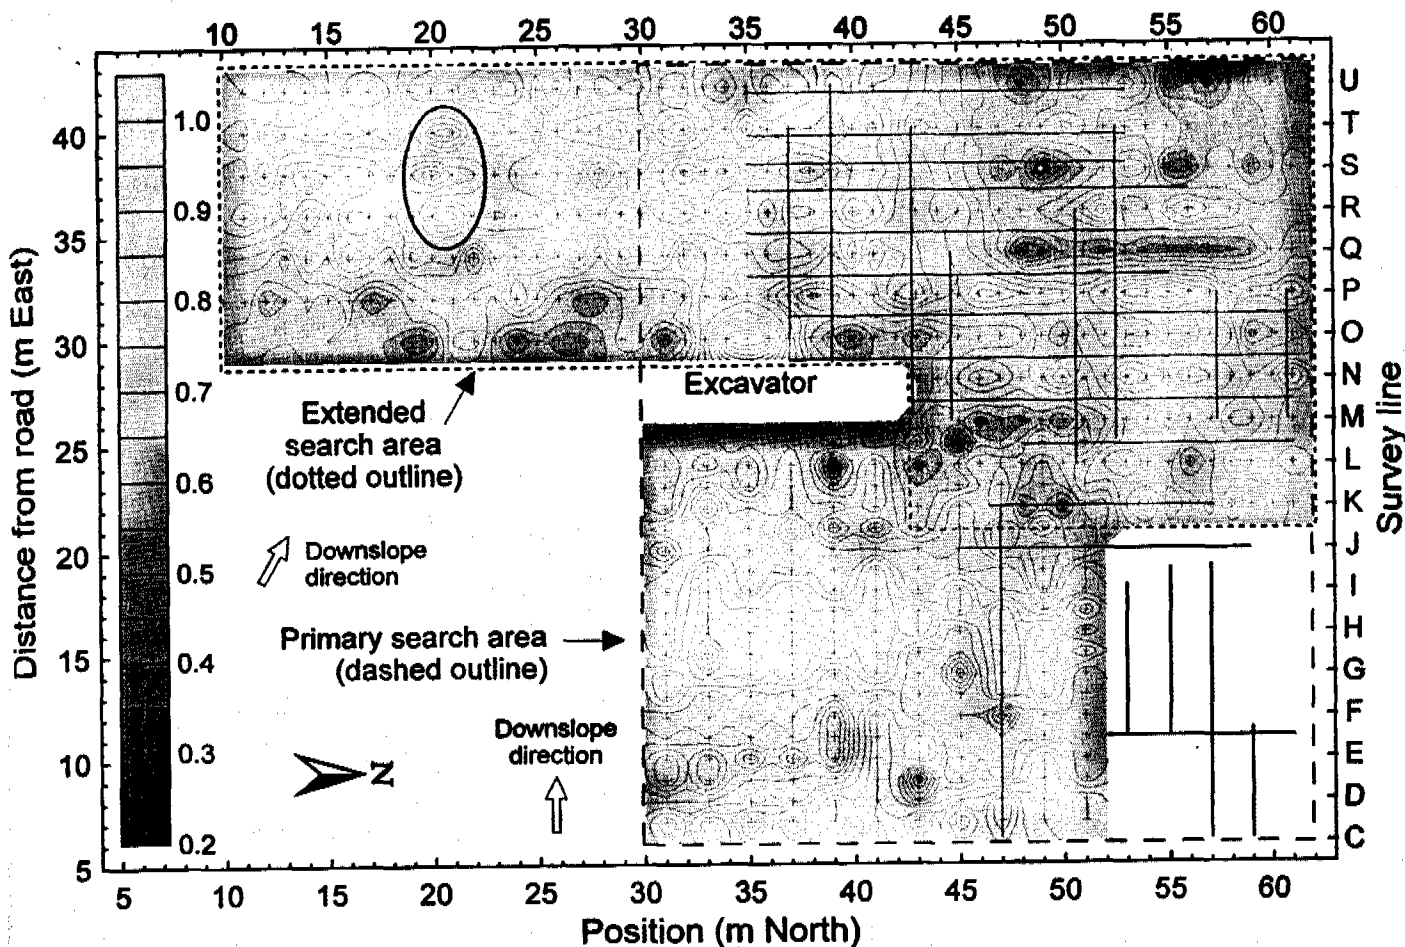 10 15 20 25 30 35 40 45 50 55 60
U
1.0
40
T
S
0.9
R
35
Q
0.8
P
O
30
0.7
Excavator
N
Extended
search area
(dotted outline)
M
25
L
0.6
K
Downslope
direction
20
J
0.5
I
Primary search area
(dashed outline)
H
15
0.4
G
F
Downslope
direction
0.3
E
10
N
D
0.2
C
5
5 10 15 20 25 30 35 40 45 50 55 60
Position (m North)
Distance from road (m East)
Survey line